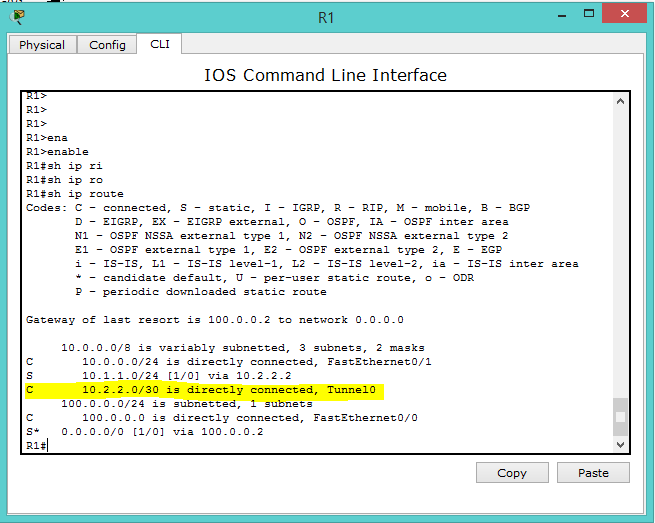 R1
Physical Config CLI
IOS Command Line Interface
R1>
R1>
R1>
R1>ena
R1>enable
R1#sh ip ri
R1#sh ip ro
R1#sh ip route
Codes: C - connected, S - static, I - IGRP, R - RIP, M - mobile, B - BGP
D - EIGRP, EX - EIGRP external, O - OSPF, IA - OSPF inter area
N1 - OSPF NSSA external type 1, N2 - OSPF NSSA external type 2
E1 - OSPF external type 1, E2 - OSPF external type 2, E - EGP
i - IS-IS, L1 - IS-IS level-1, L2 - IS-IS level-2, ia - IS-IS inter area
* - candidate default, U - per-user static route, o - ODR
P - periodic downloaded static route
Gateway of last resort is 100.0.0.2 to network 0.0.0.0
10.0.0.0/8 is variably subnetted, 3 subnets, 2 masks
C 10.0.0.0/24 is directly connected, FastEthernet0/1
S 10.1.1.0/24 [1/0] via 10.2.2.2
C 10.2.2.0/30 is directly connected, Tunnel0
100.0.0.0/24 is subnetted, 1 subnets
C 100.0.0.0 is directly connected, FastEthernet0/0
S* 0.0.0.0/0 [1/0] via 100.0.0.2
R1#
Copy Paste